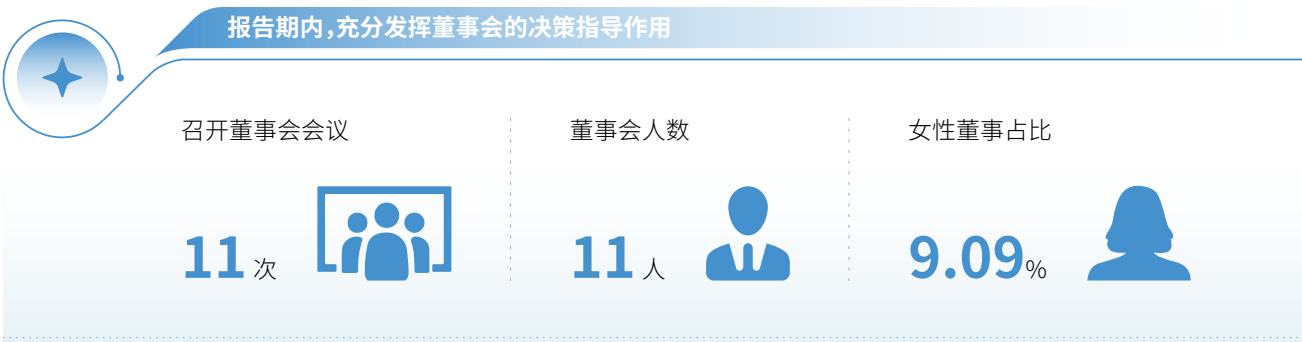 报告期内，充分发挥董事会的决策指导作用
召开董事会会议
11次
董事会人数
11人
女性董事占比
9.09%